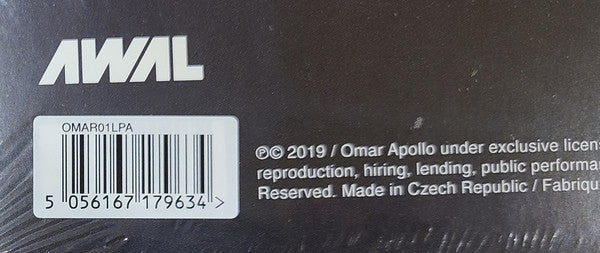 AWAL
OMAR01LPA
5 056167 179634 >
℗© 2019 / Omar Apollo under exclusive licens
reproduction, hiring, lending, public performa
Reserved. Made in Czech Republic / Fabriqu